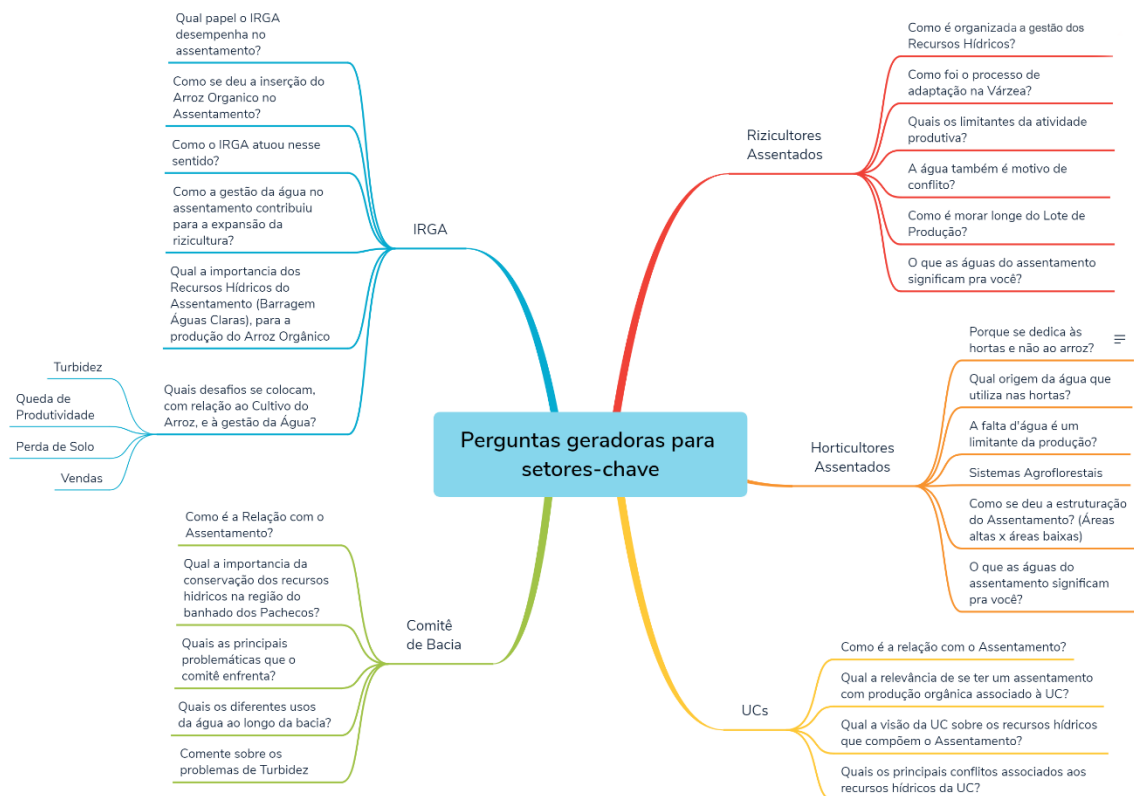 Perguntas geradoras para
setores-chave
IRGA
Qual papel o IRGA
desempenha no
assentamento?
Como se deu a inserção do
Arroz Organico no
Assentamento?
Como o IRGA atuou nesse
sentido?
Como a gestão da água no
assentamento contribuiu
para a expansão da
rizicultura?
Qual a importancia dos
Recursos Hídricos do
Assentamento (Barragem
Águas Claras), para a
produção do Arroz Orgânico
Quais desafios se colocam,
com relação ao Cultivo do
Arroz, e à gestão da Água?
Turbidez
Queda de
Produtividade
Perda de Solo
Vendas
Comitê
de Bacia
Como é a Relação com o
Assentamento?
Qual a importancia da
conservação dos recursos
hidricos na região do
banhado dos Pachecos?
Quais as principais
problemáticas que o
comitê enfrenta?
Quais os diferentes usos
da água ao longo da bacia?
Comente sobre os
problemas de Turbidez
Rizicultores
Assentados
Como é organizada a gestão dos
Recursos Hídricos?
Como foi o processo de
adaptação na Várzea?
Quais os limitantes da atividade
produtiva?
A água também é motivo de
conflito?
Como é morar longe do Lote de
Produção?
O que as águas do assentamento
significam pra você?
Horticultores
Assentados
Porque se dedica às
hortas e não ao arroz?
Qual origem da água que
utiliza nas hortas?
A falta d'água é um
limitante da produção?
Sistemas Agroflorestais
Como se deu a estruturação
do Assentamento? (Áreas
altas x áreas baixas)
O que as águas do
assentamento significam
pra você?
UCs
Como é a relação com o Assentamento?
Qual a relevância de se ter um assentamento
com produção orgânica associado à UC?
Qual a visão da UC sobre os recursos hídricos
que compõem o Assentamento?
Quais os principais conflitos associados aos
recursos hídricos da UC?